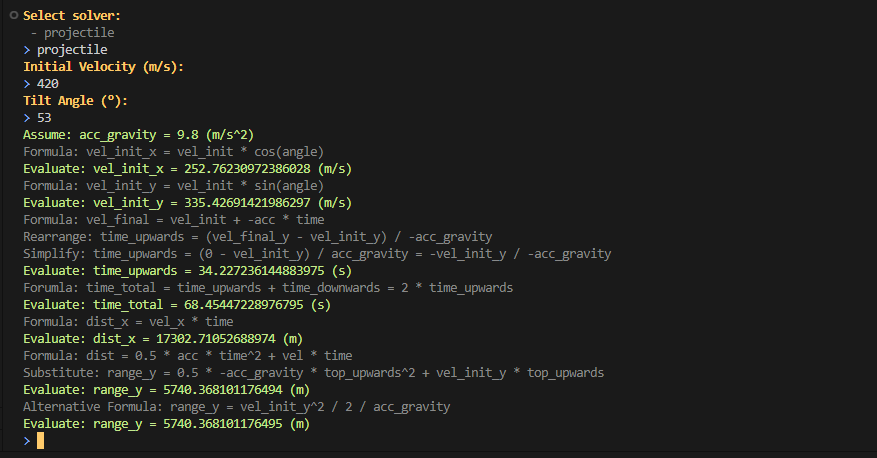 Select solver:
- projectile
> projectile
Initial Velocity (m/s):
> 420
Tilt Angle (º):
> 53
Assume: acc_gravity = 9.8 (m/s^2)
Formula: vel_init_x = vel_init * cos(angle)
Evaluate: vel_init_x = 252.76230972386028 (m/s)
Formula: vel_init_y = vel_init * sin(angle)
Evaluate: vel_init_y = 335.42691421986297 (m/s)
Formula: vel_final = vel_init + -acc * time
Rearrange: time_upwards = (vel_final_y - vel_init_y) / -acc_gravity
Simplify: time_upwards = (0 - vel_init_y) / acc_gravity = -vel_init_y / -acc_gravity
Evaluate: time_upwards = 34.227236144883975 (s)
Forumla: time_total = time_upwards + time_downwards = 2 * time_upwards
Evaluate: time_total = 68.45447228976795 (s)
Formula: dist_x = vel_x * time
Evaluate: dist_x = 17302.71052688974 (m)
Formula: dist = 0.5 * acc * time^2 + vel * time
Substitute: range_y = 0.5 * -acc_gravity * top_upwards^2 + vel_init_y * top_upwards
Evaluate: range_y = 5740.368101176494 (m)
Alternative Formula: range_y = vel_init_y^2 / 2 / acc_gravity
Evaluate: range_y = 5740.368101176495 (m)
>